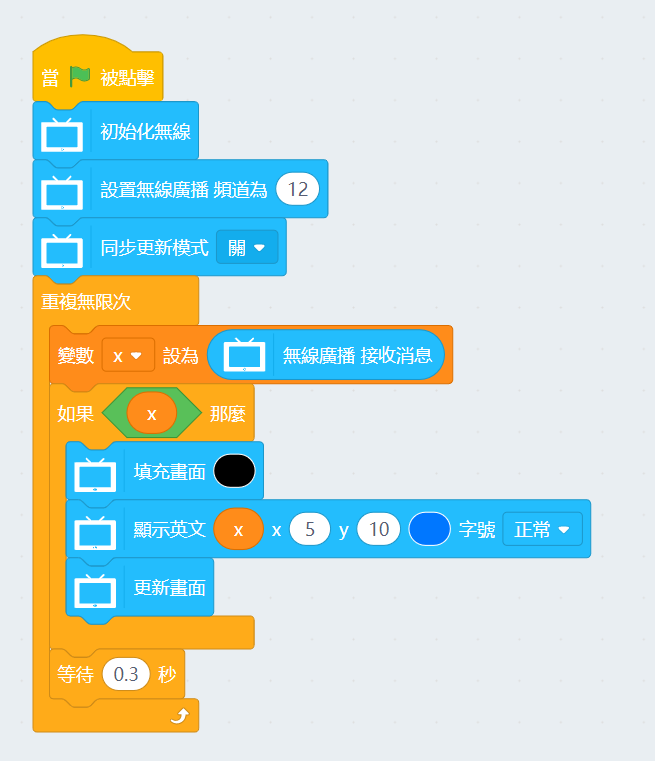 當 被點擊
初始化無線
設置無線廣播 頻道為 12
同步更新模式 開
重複無限次
變數 x 設為 無線廣播 接收消息
如果 x 那麼
填充畫面
顯示英文 x x 5 y 10 字號 正常
更新畫面
等待 0.3 秒